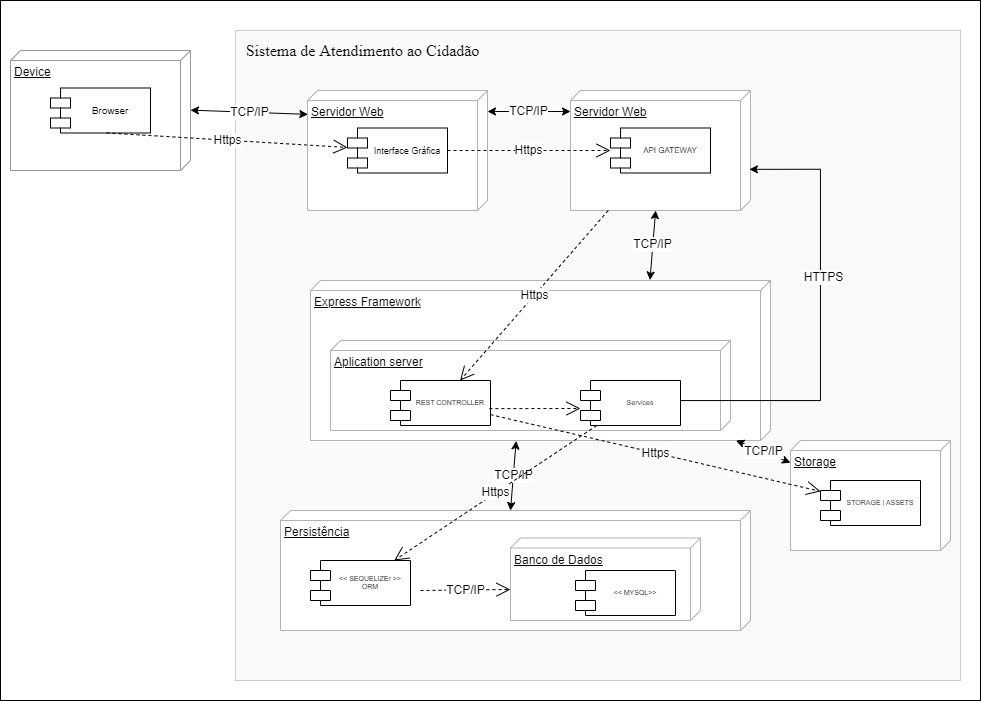 Sistema de Atendimento ao Cidadão
Device
Browser
TCP/IP
Https
Servidor Web
Interface Gráfica
TCP/IP
Https
Servidor Web
API GATEWAY
TCP/IP
HTTPS
Https
Express Framework
Aplication server
REST CONTROLLER
Services
TCP/IP
Https
Storage
STORAGE | ASSETS
TCP/IP
Https
Persistência
<< SEQUELIZEr >>
ORM
TCP/IP
Banco de Dados
<< MYSQL>>